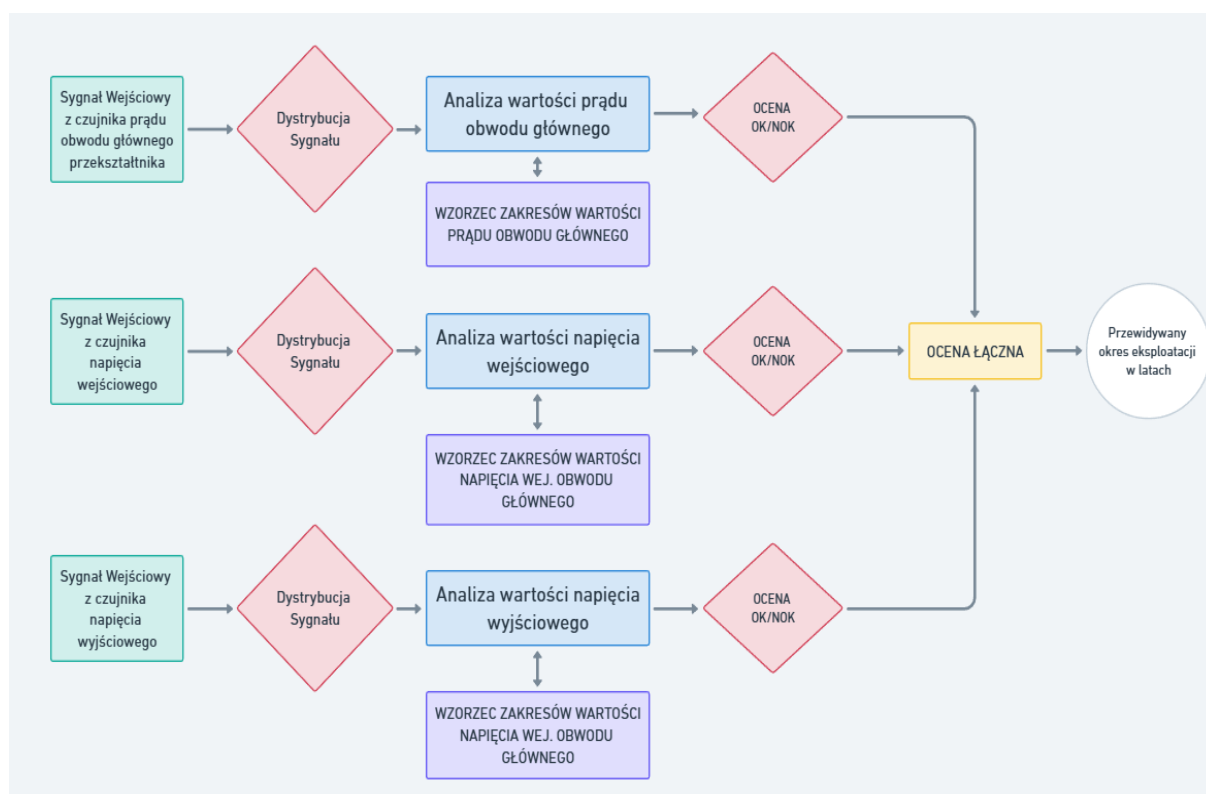 Sygnał Wejściowy
z czujnika prądu
obwodu głównego
przekształtnika
Dystrybucja
Sygnału
Analiza wartości prądu
obwodu głównego
OCENA
OK/NOK
WZORZEC ZAKRESÓW WARTOŚCI
PRĄDU OBWODU GŁÓWNEGO
Sygnał Wejściowy
z czujnika
napięcia
wejściowego
Dystrybucja
Sygnału
Analiza wartości napięcia
wejściowego
OCENA
OK/NOK
OCENA ŁĄCZNA
Przewidywany
okres eksploatacji
w latach
WZORZEC ZAKRESÓW WARTOŚCI
NAPIĘCIA WEJ. OBWODU
GŁÓWNEGO
Sygnał Wejściowy
z czujnika
napięcia
wyjściowego
Dystrybucja
Sygnału
Analiza wartości napięcia
wyjściowego
OCENA
OK/NOK
WZORZEC ZAKRESÓW WARTOŚCI
NAPIĘCIA WEJ. OBWODU
GŁÓWNEGO